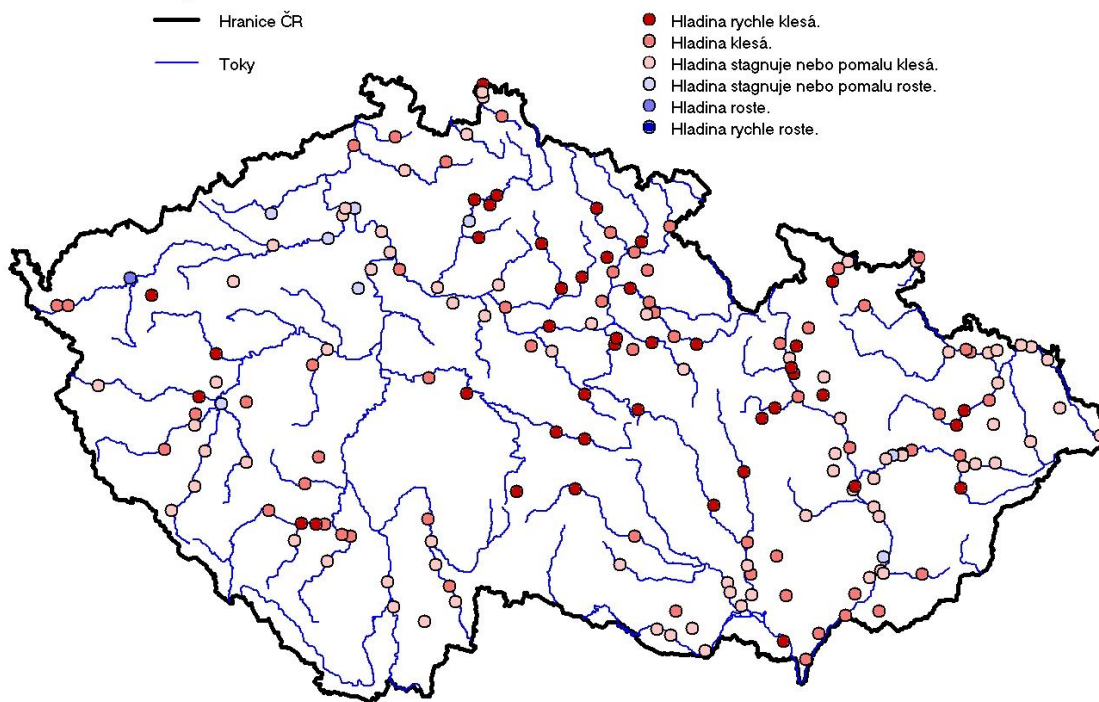 Hranice ČR
Toky
Hladina rychle klesá.
Hladina klesá.
Hladina stagnuje nebo pomalu klesá.
Hladina stagnuje nebo pomalu roste.
Hladina roste.
Hladina rychle roste.